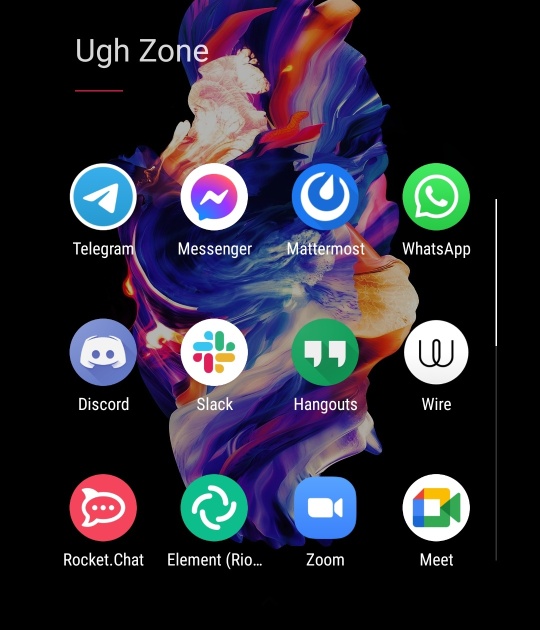 Ugh Zone
Telegram
Messenger
Mattermost
WhatsApp
Discord
Slack
Hangouts
Wire
Rocket.Chat
Element (Rio...
Zoom
Meet